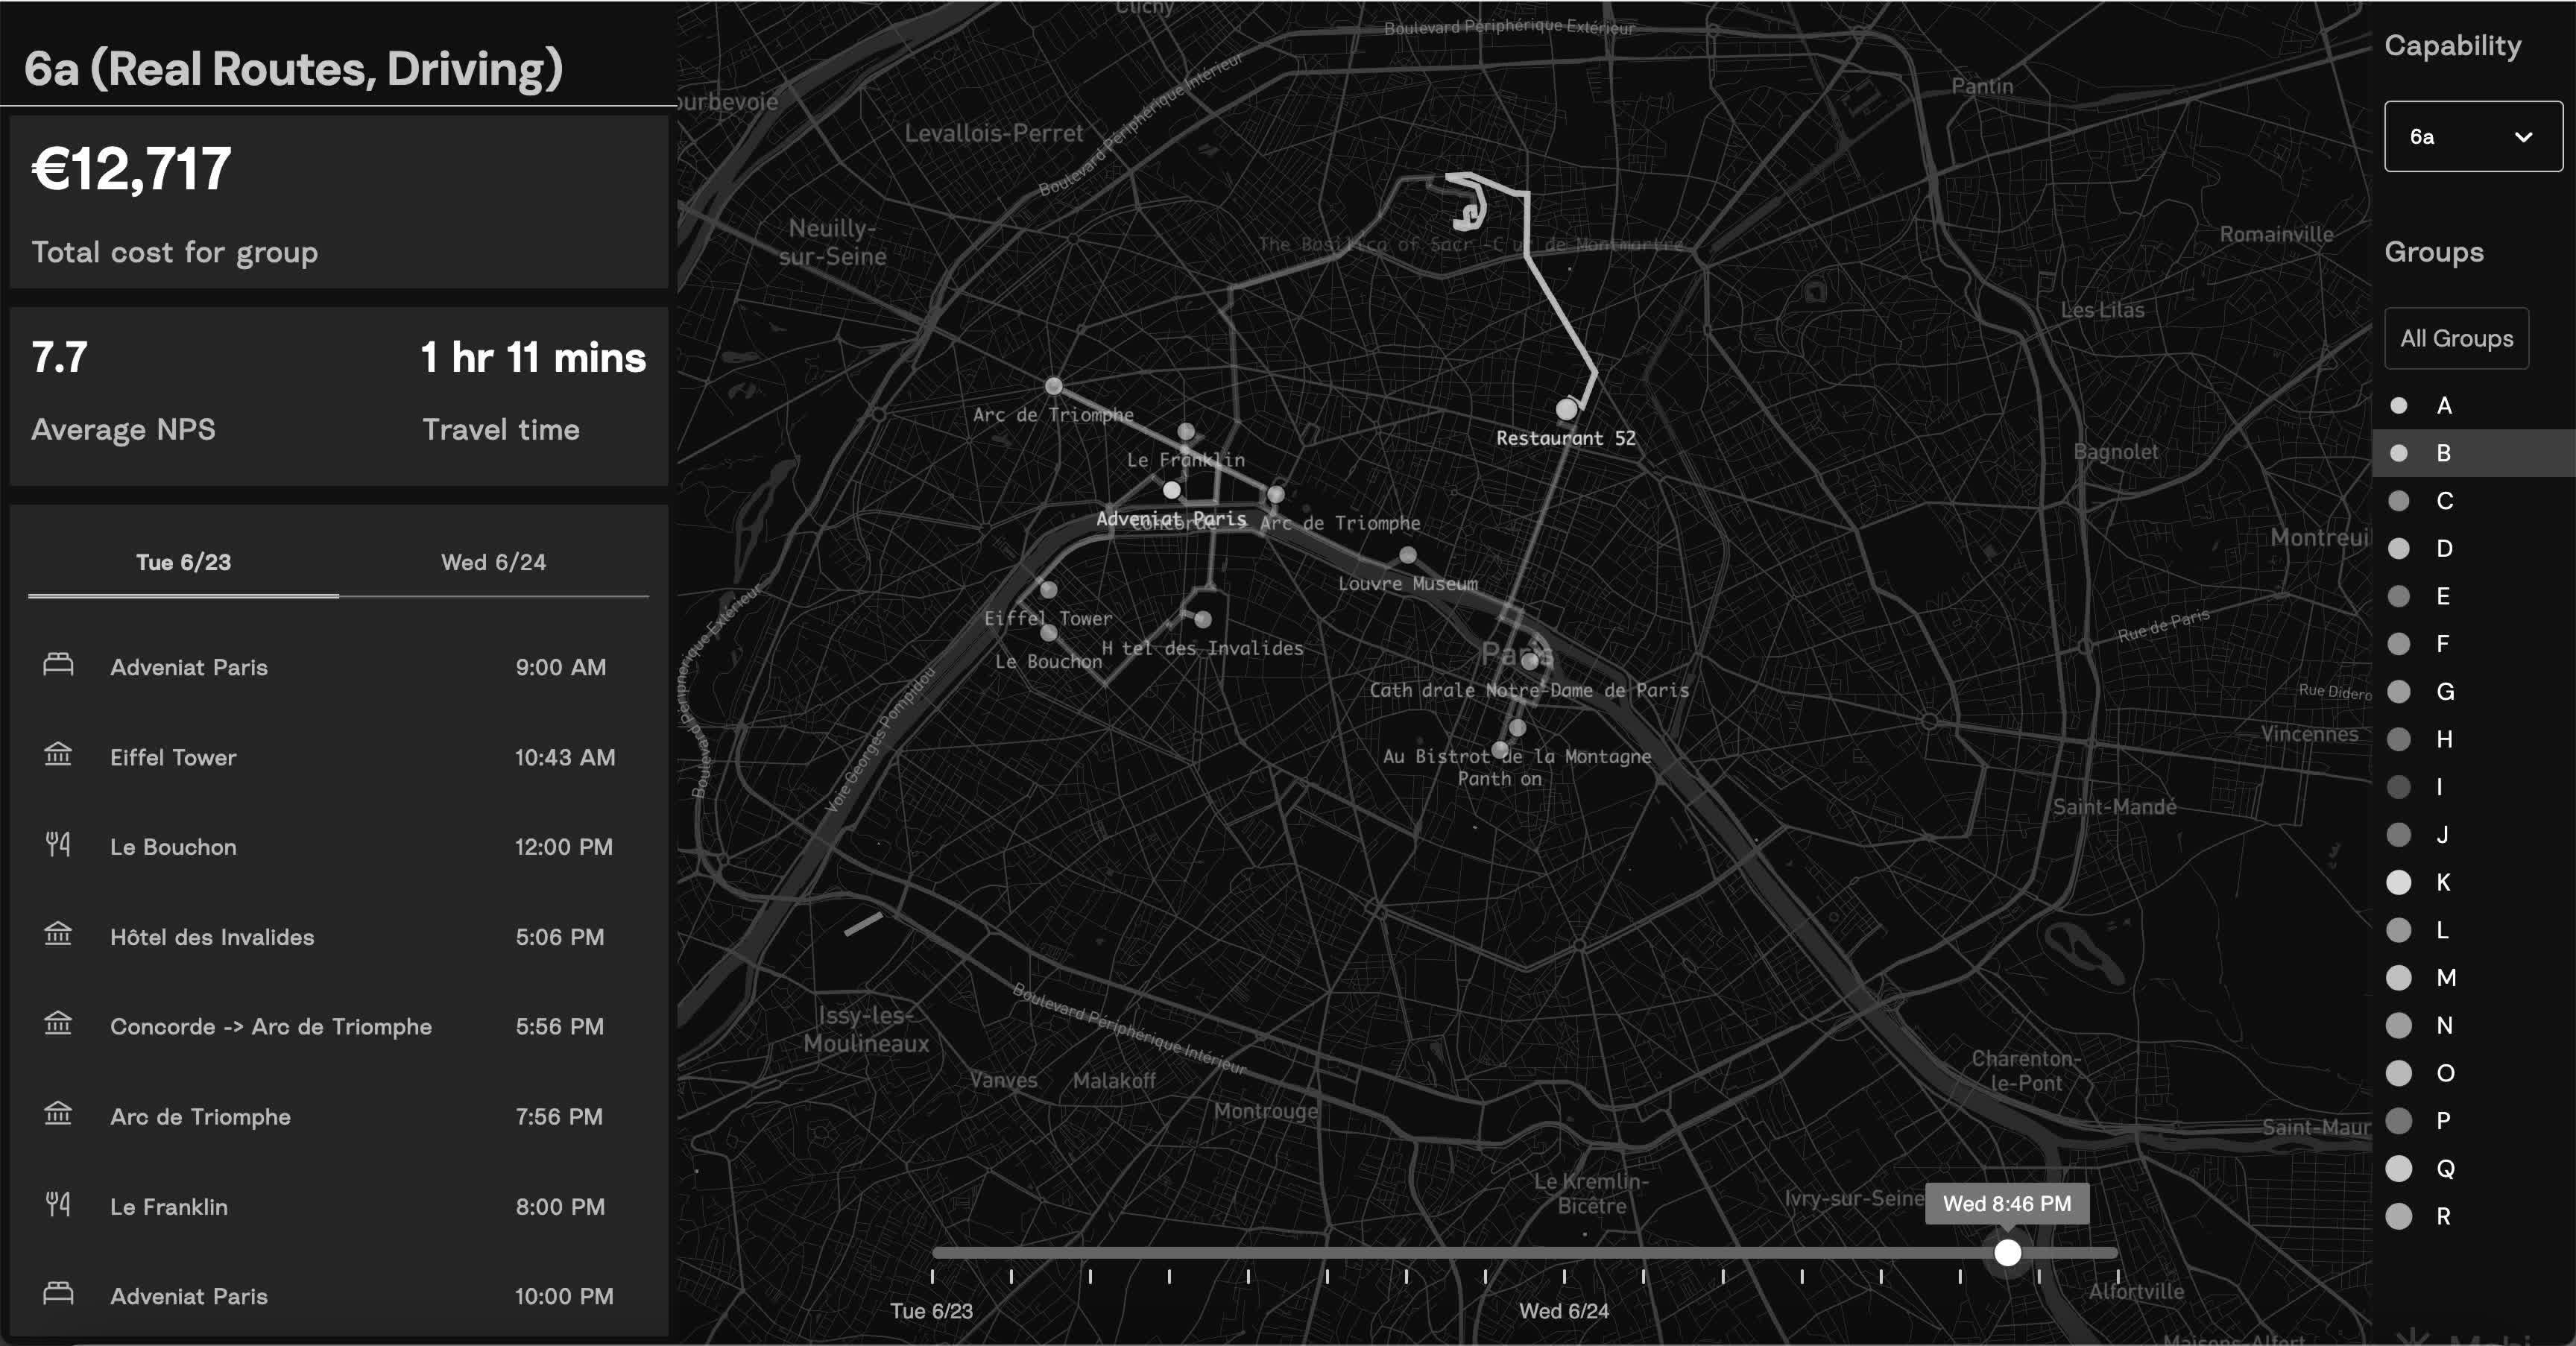 6a (Real Routes, Driving)
€12,717
Total cost for group
7.7
1 hr 11 mins
Average NPS
Travel time
Tue 6/23
Wed 6/24
Adveniat Paris
9:00 AM
Eiffel Tower
10:43 AM
Le Bouchon
12:00 PM
Hôtel des Invalides
5:06 PM
Concorde -> Arc de Triomphe
5:56 PM
Arc de Triomphe
7:56 PM
Le Franklin
8:00 PM
Adveniat Paris
10:00 PM
Clichy
Boulevard Périphérique Extérieur
Boulevard Périphérique Intérieur
Pantin
ourbevoie
Levallois-Perret
Neuilly-
sur-Seine
The Basilica of Sacr -C ur de Montmartre
Romainville
Les Lilas
Arc de Triomphe
Le Franklin
Restaurant 52
Bagnolet
Adveniat Paris
Concorde -> Arc de Triomphe
Montreuil
Louvre Museum
Eiffel Tower
H tel des Invalides
Le Bouchon
Paris
Cath drale Notre-Dame de Paris
Rue de Paris
Rue Didero
Boulevard Périphérique Extérieur
Voie Georges Pompidou
Au Bistrot de la Montagne
Panth on
Vincennes
Saint-Mandé
Issy-les-
Moulineaux
Boulevard Périphérique Intérieur
Vanves
Malakoff
Montrouge
Charenton-
le-Pont
Saint-Maur
Le Kremlin-
Bicêtre
Ivry-sur-Seine
Wed 8:46 PM
Alfortville
Maisons-Alfort
Tue 6/23
Wed 6/24
Capability
6a
Groups
All Groups
A
B
C
D
E
F
G
H
I
J
K
L
M
N
O
P
Q
R